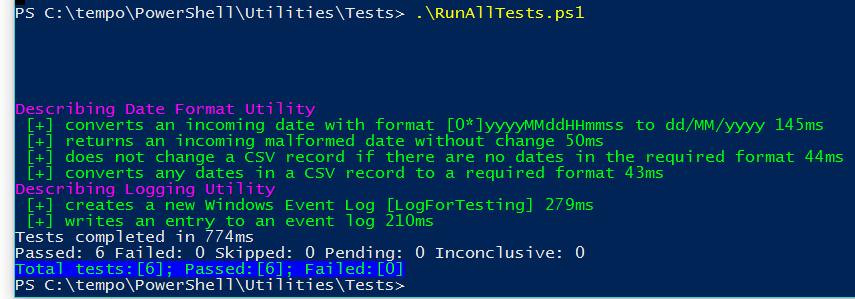 PS C:\tempo\PowerShell\Utilities\Tests> .\RunAllTests.ps1
Describing Date Format Utility
[+] converts an incoming date with format [0*]yyyyMMddHHmmss to dd/MM/yyyy 145ms
[+] returns an incoming malformed date without change 50ms
[+] does not change a CSV record if there are no dates in the required format 44ms
[+] converts any dates in a CSV record to a required format 43ms
Describing Logging Utility
[+] creates a new Windows Event Log [LogForTesting] 279ms
[+] writes an entry to an event log 210ms
Tests completed in 774ms
Passed: 6 Failed: 0 Skipped: 0 Pending: 0 Inconclusive: 0
Total tests:[6]; Passed:[6]; Failed:[0]
PS C:\tempo\PowerShell\Utilities\Tests>